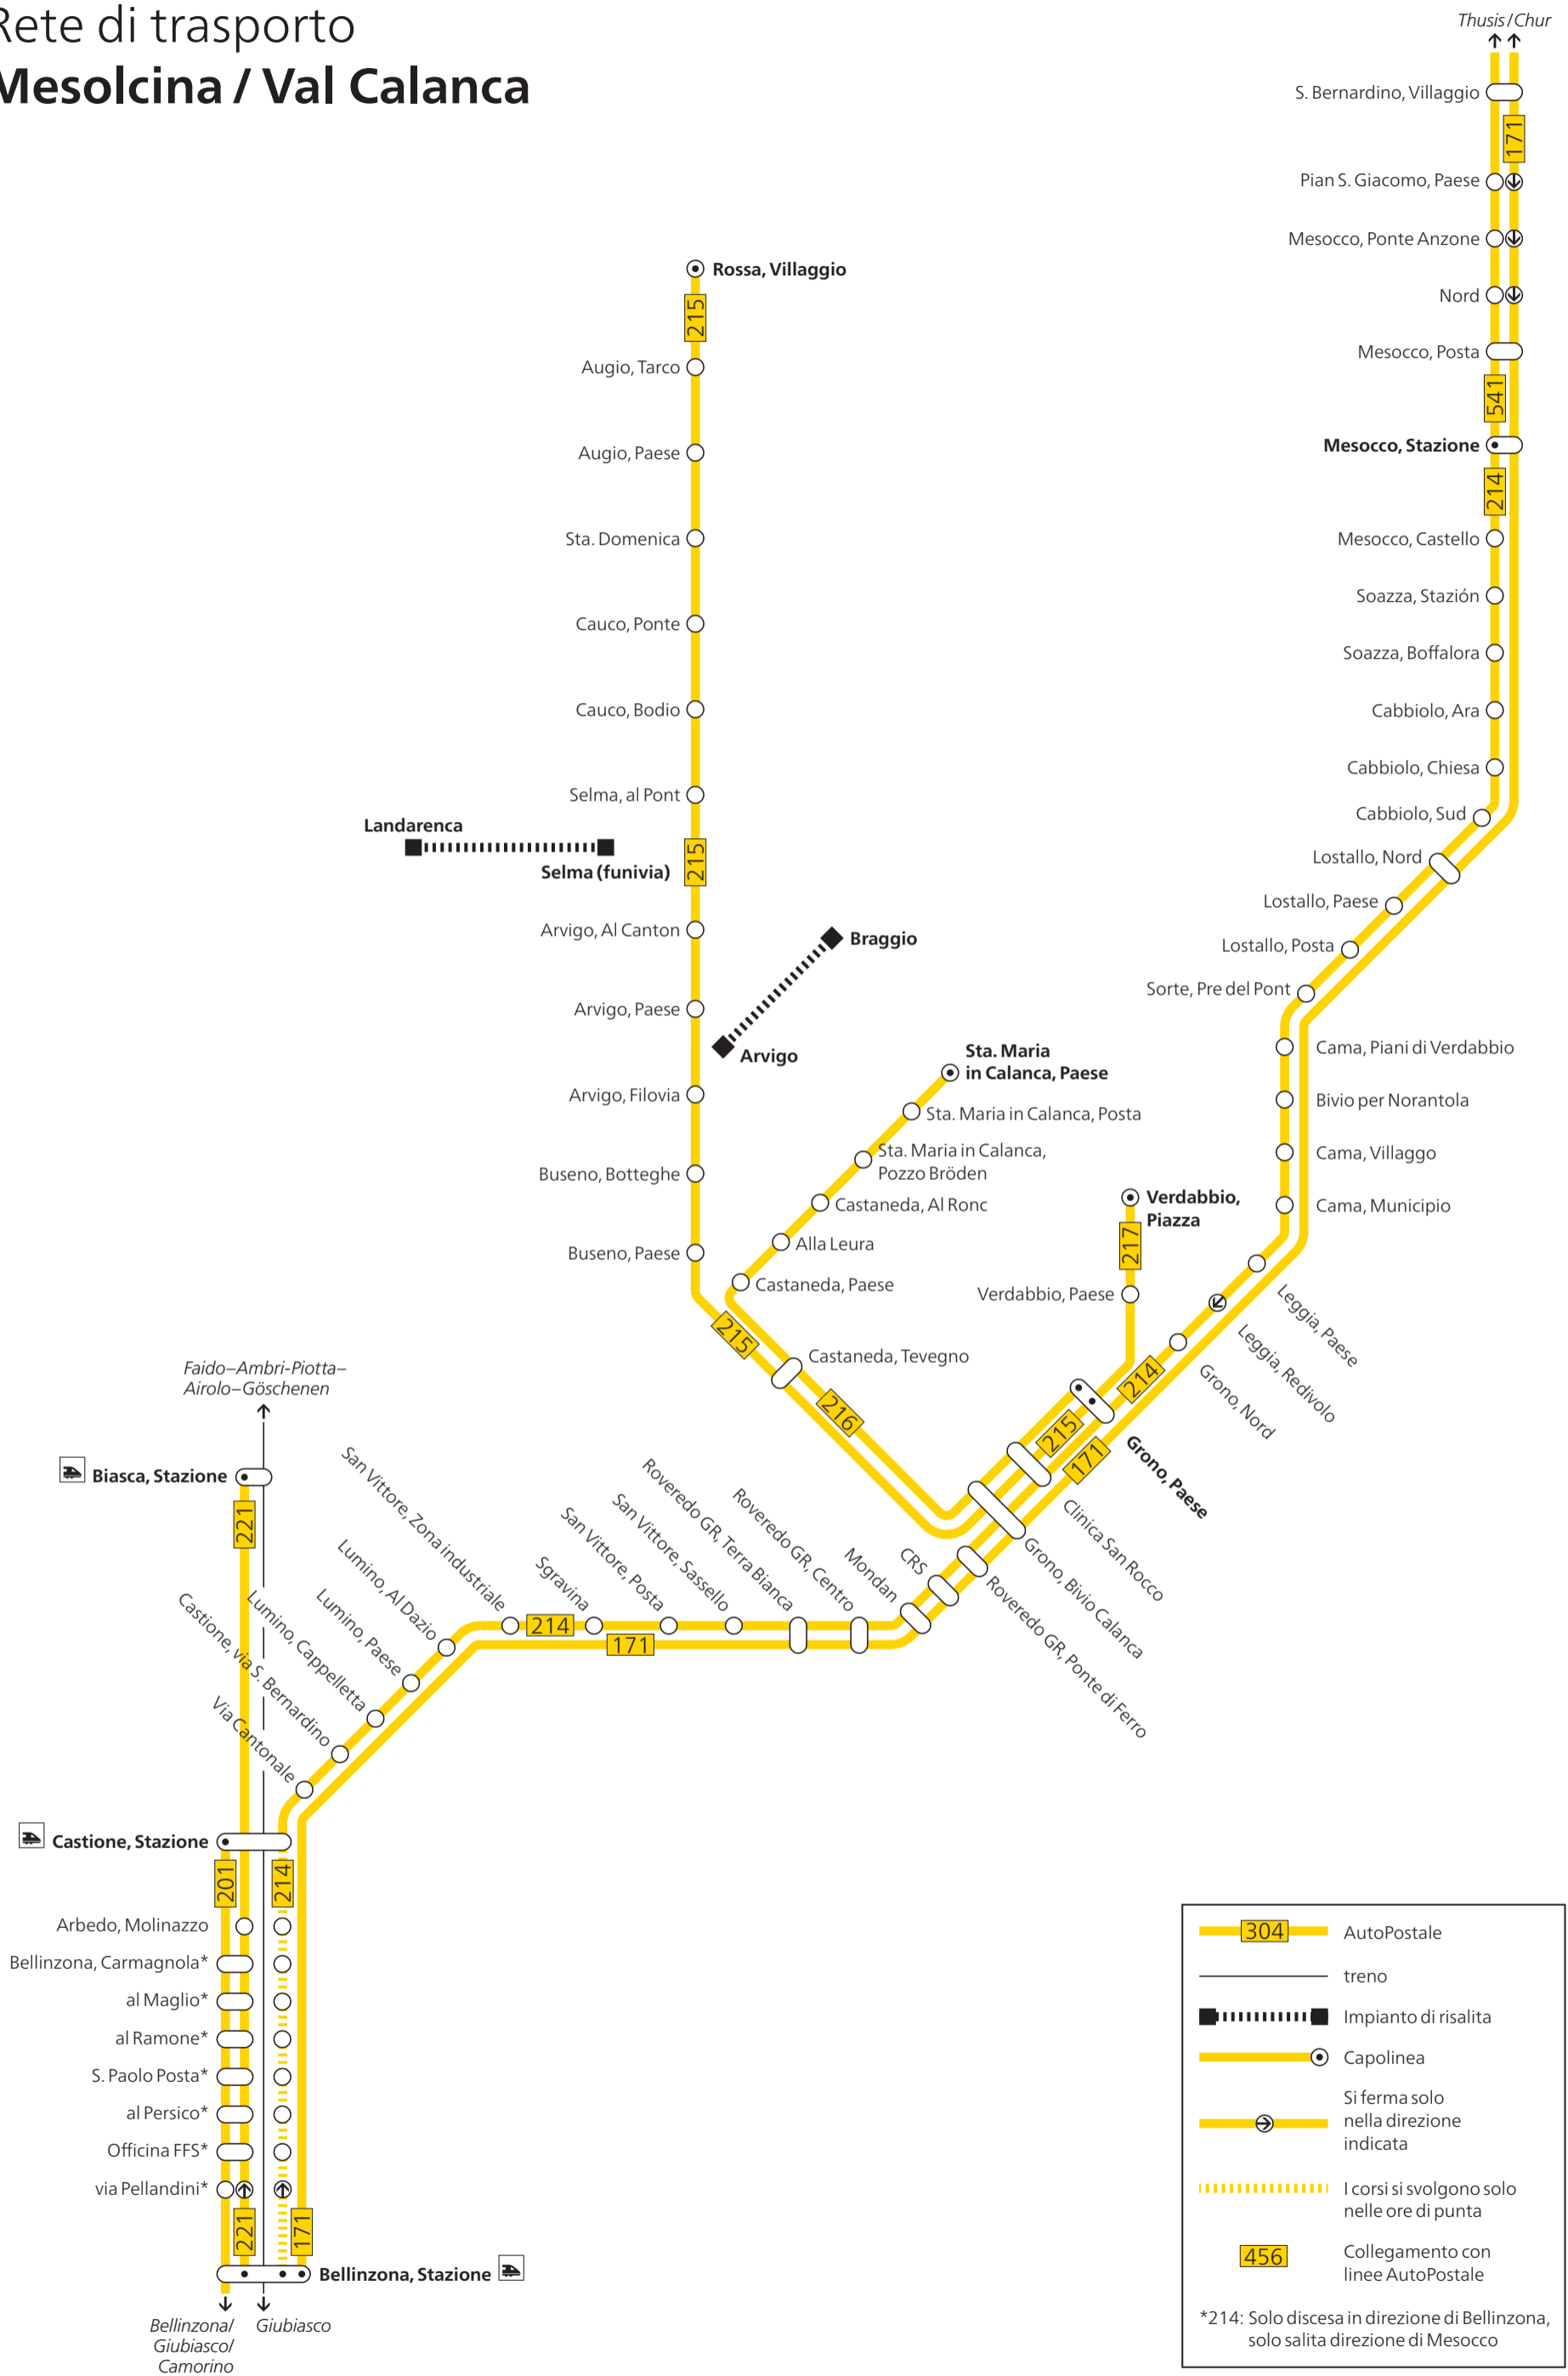 Rete di trasporto
Mesolcina / Val Calanca
Thusis/Chur
S. Bernardino, Villaggio
171
Pian S. Giacomo, Paese
Mesocco, Ponte Anzone
Nord
Mesocco, Posta
541
Mesocco, Stazione
214
Mesocco, Castello
Soazza, Stazión
Soazza, Boffalora
Cabbiolo, Ara
Cabbiolo, Chiesa
Cabbiolo, Sud
Lostallo, Nord
Lostallo, Paese
Lostallo, Posta
Sorte, Pre del Pont
Cama, Piani di Verdabbio
Bivio per Norantola
Cama, Villaggo
Cama, Municipio
Leggia, Paese
Leggia, Redivolo
Grono, Nord
214
Grono, Paese
171
215
Clinica San Rocco
Grono, Bivio Calanca
Roveredo GR, Ponte di Ferro
Rossa, Villaggio
215
Augio, Tarco
Augio, Paese
Sta. Domenica
Cauco, Ponte
Cauco, Bodio
Selma, al Pont
Landarenca
Selma (funivia)
215
Arvigo, Al Canton
Braggio
Arvigo, Paese
Arvigo
Arvigo, Filovia
Buseno, Botteghe
Buseno, Paese
215
Sta. Maria
in Calanca, Paese
Sta. Maria in Calanca, Posta
Sta. Maria in Calanca,
Pozzo Bröden
Castaneda, Al Ronc
Alla Leura
Castaneda, Paese
Castaneda, Tevegno
216
Verdabbio,
Piazza
217
Verdabbio, Paese
CRS
Mondan
Roveredo GR, Centro
Roveredo GR, Terra Bianca
San Vittore, Sassello
San Vittore, Posta
Sgravina
San Vittore, Zona industriale
214
171
Lumino, Al Dazio
Lumino, Paese
Lumino, Cappelletta
Castione, via S. Bernardino
Via Cantonale
Faido–Ambri-Piotta–
Airolo–Göschenen
Biasca, Stazione
221
Castione, Stazione
201
214
Arbedo, Molinazzo
Bellinzona, Carmagnola*
al Maglio*
al Ramone*
S. Paolo Posta*
al Persico*
Officina FFS*
via Pellandini*
221
171
Bellinzona, Stazione
Bellinzona/
Giubiasco/
Camorino
Giubiasco
304
AutoPostale
treno
Impianto di risalita
Capolinea
Si ferma solo
nella direzione
indicata
I corsi si svolgono solo
nelle ore di punta
456
Collegamento con
linee AutoPostale
*214: Solo discesa in direzione di Bellinzona,
solo salita direzione di Mesocco